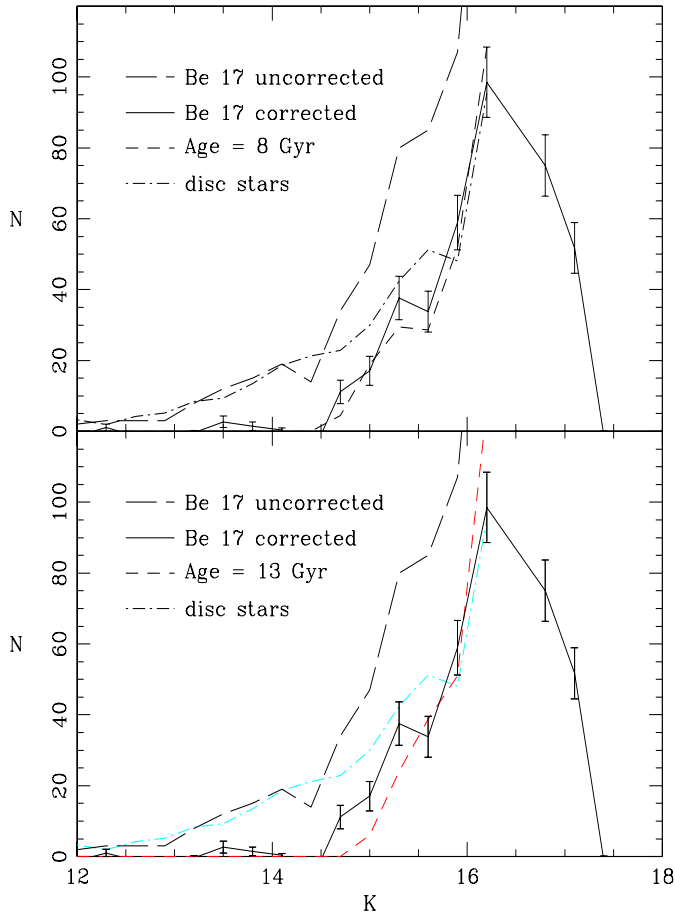 100
80
60
40
20
0
N
Be 17 uncorrected
Be 17 corrected
Age = 8 Gyr
disc stars
100
80
60
40
20
0
N
Be 17 uncorrected
Be 17 corrected
Age = 13 Gyr
disc stars
12
14
16
18
K